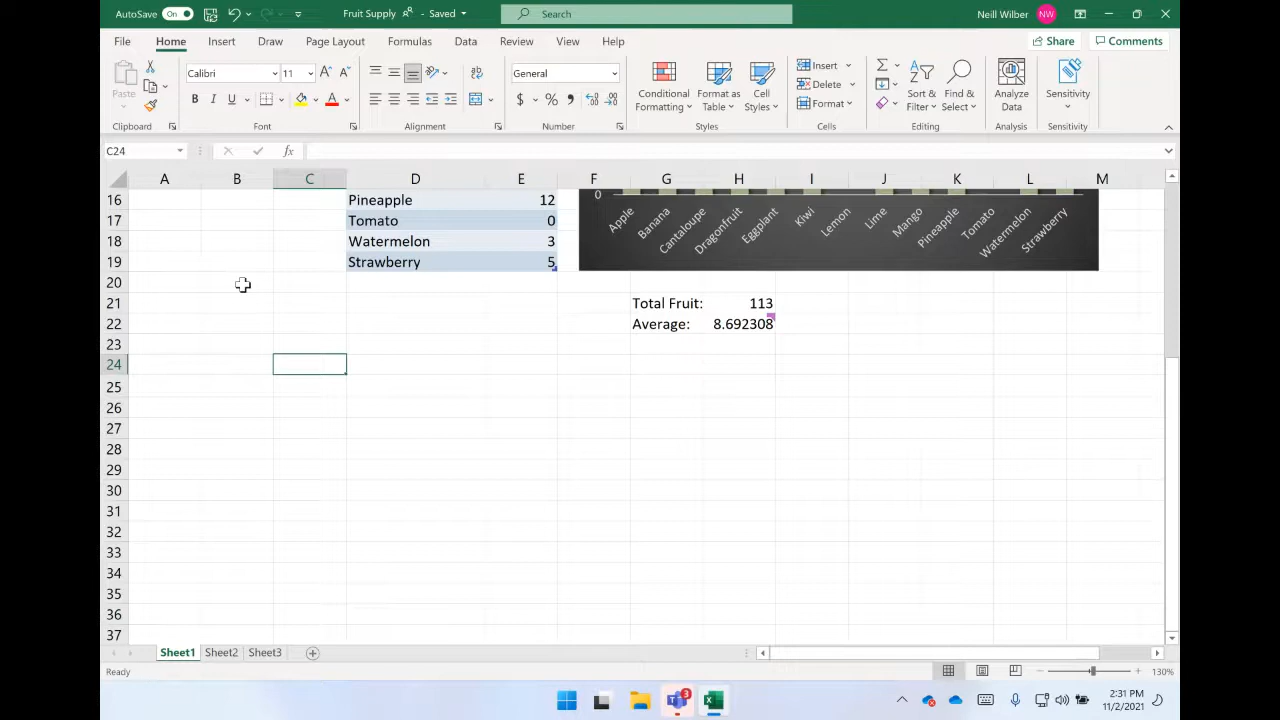 AutoSave On Fruit Supply - Saved Search Neill Wilber NW
File Home Insert Draw Page Layout Formulas Data Review View Help Share Comments
Paste Calibri 11 B I U A General $ % 9 Conditional Formatting Format as Table Cell Styles Insert Delete Format Sort & Filter Find & Select Analyze Data Sensitivity
Clipboard Font Alignment Number Styles Cells Editing Analysis Sensitivity
C24 fx
A B C D E F G H I J K L M
16 Pineapple 12 0
17 Tomato 0
18 Watermelon 3
19 Strawberry 5
Apple Banana Cantaloupe Dragonfruit Eggplant Kiwi Lemon Lime Mango Pineapple Tomato Watermelon Strawberry
20
21 Total Fruit: 113
22 Average: 8.692308
23
24
25
26
27
28
29
30
31
32
33
34
35
36
37
Sheet1 Sheet2 Sheet3
Ready 130%
3 2:31 PM
11/2/2021